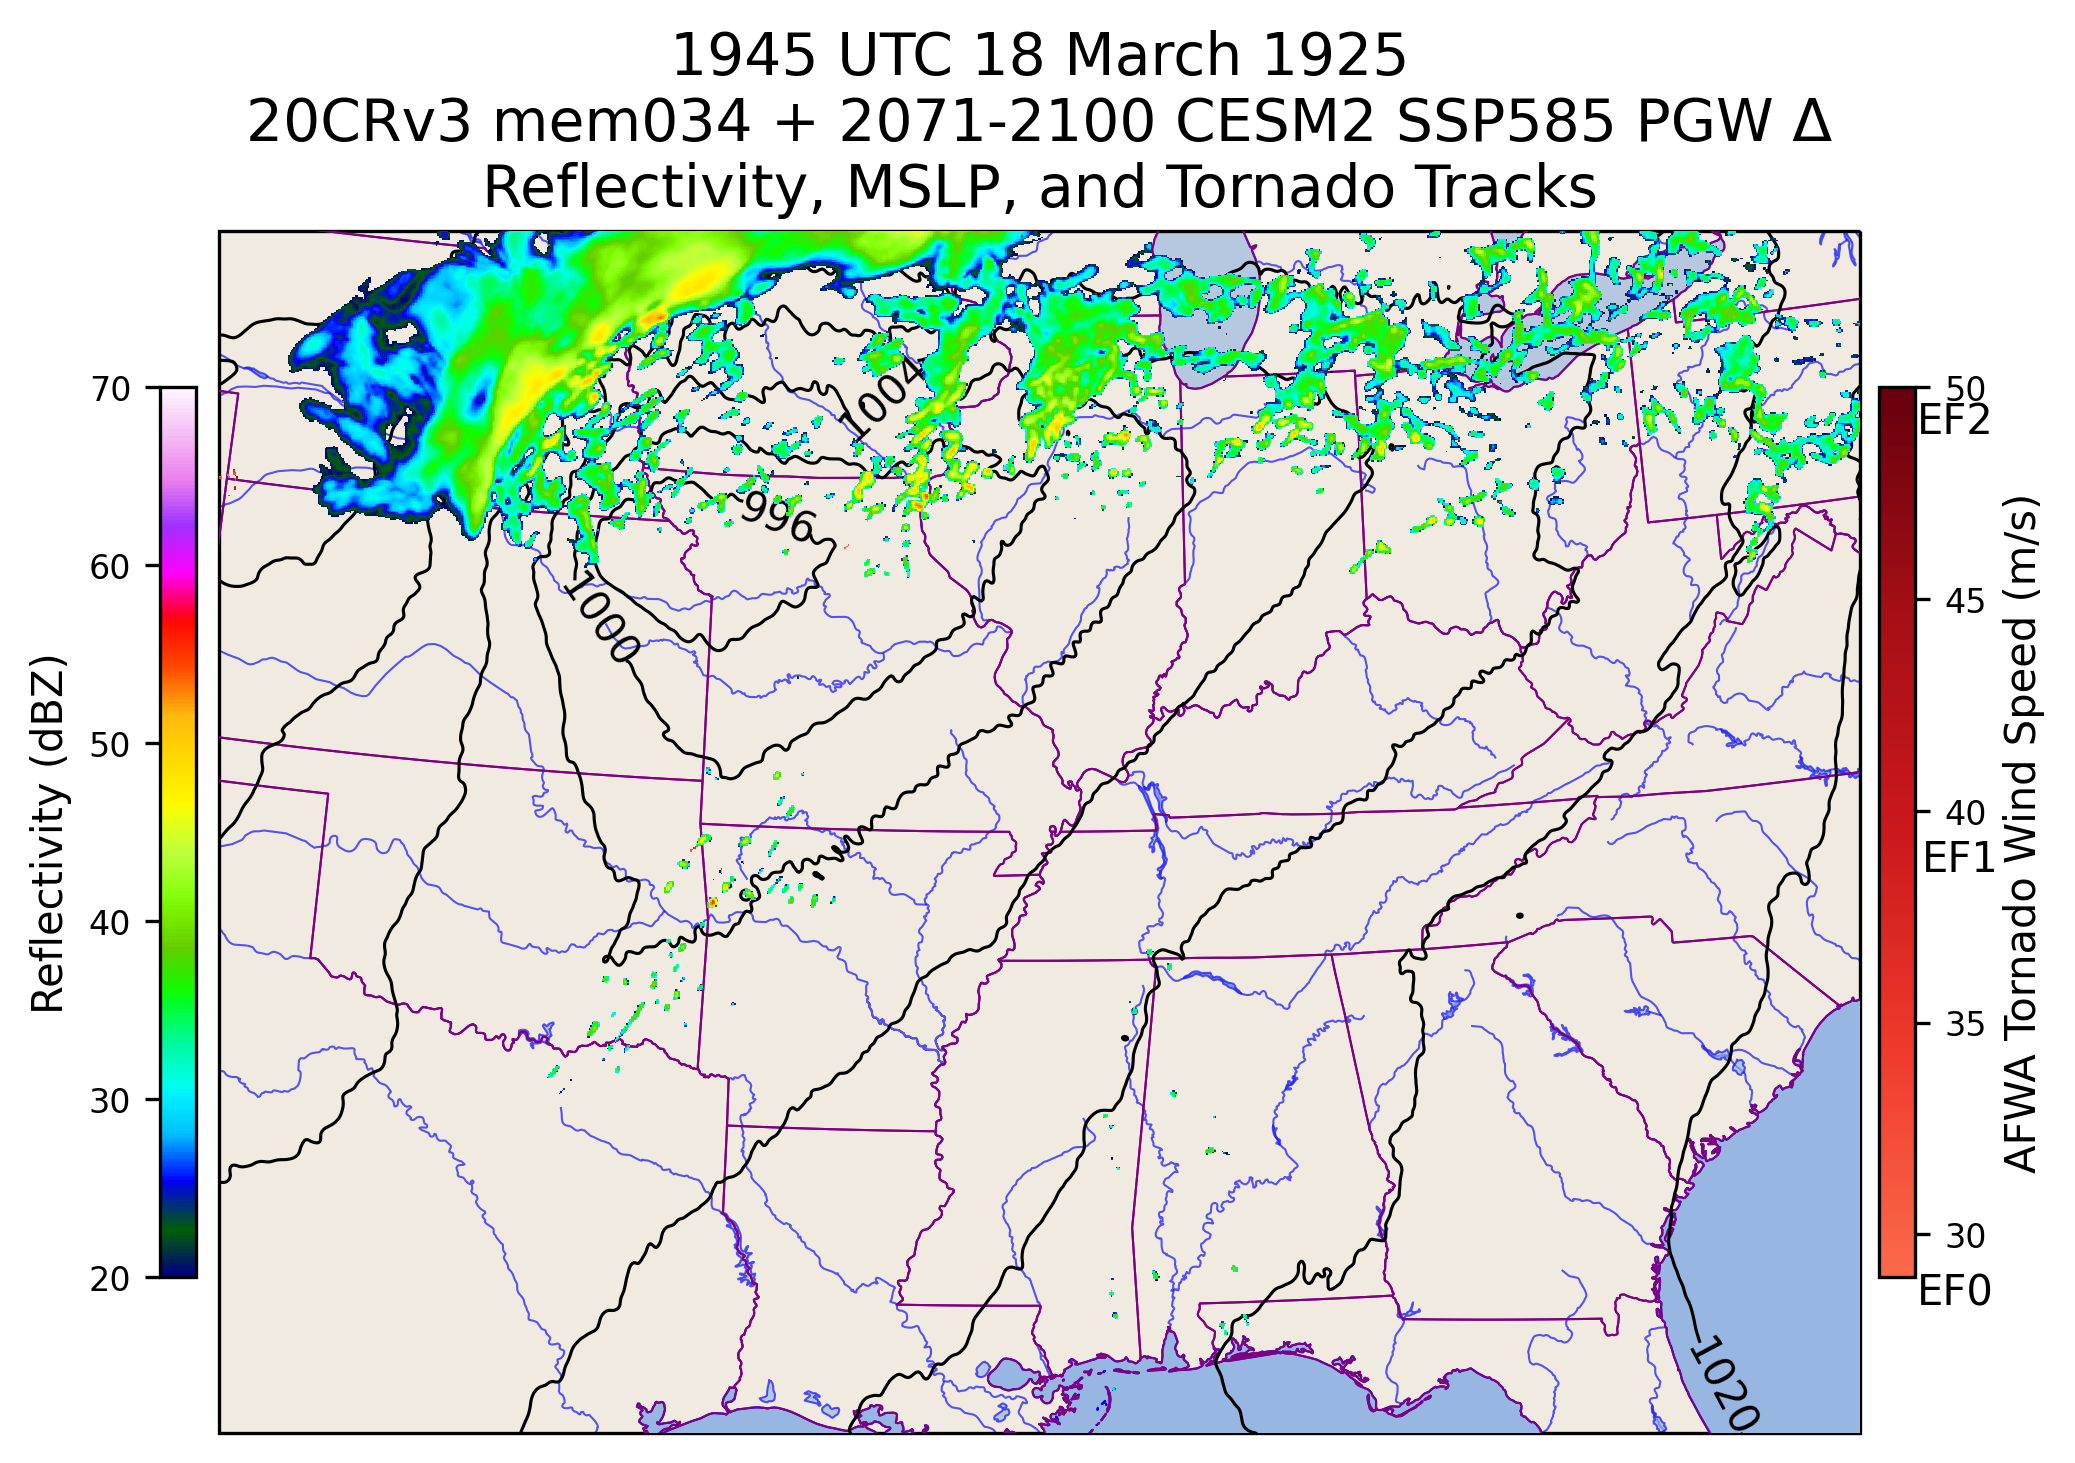 1945 UTC 18 March 1925
20CRv3 mem034 + 2071-2100 CESM2 SSP585 PGW Δ
Reflectivity, MSLP, and Tornado Tracks
70
60
50
40
30
20
Reflectivity (dBZ)
1004
996
1000
1020
50
EF2
45
40
EF1
35
30
EF0
AFWA Tornado Wind Speed (m/s)